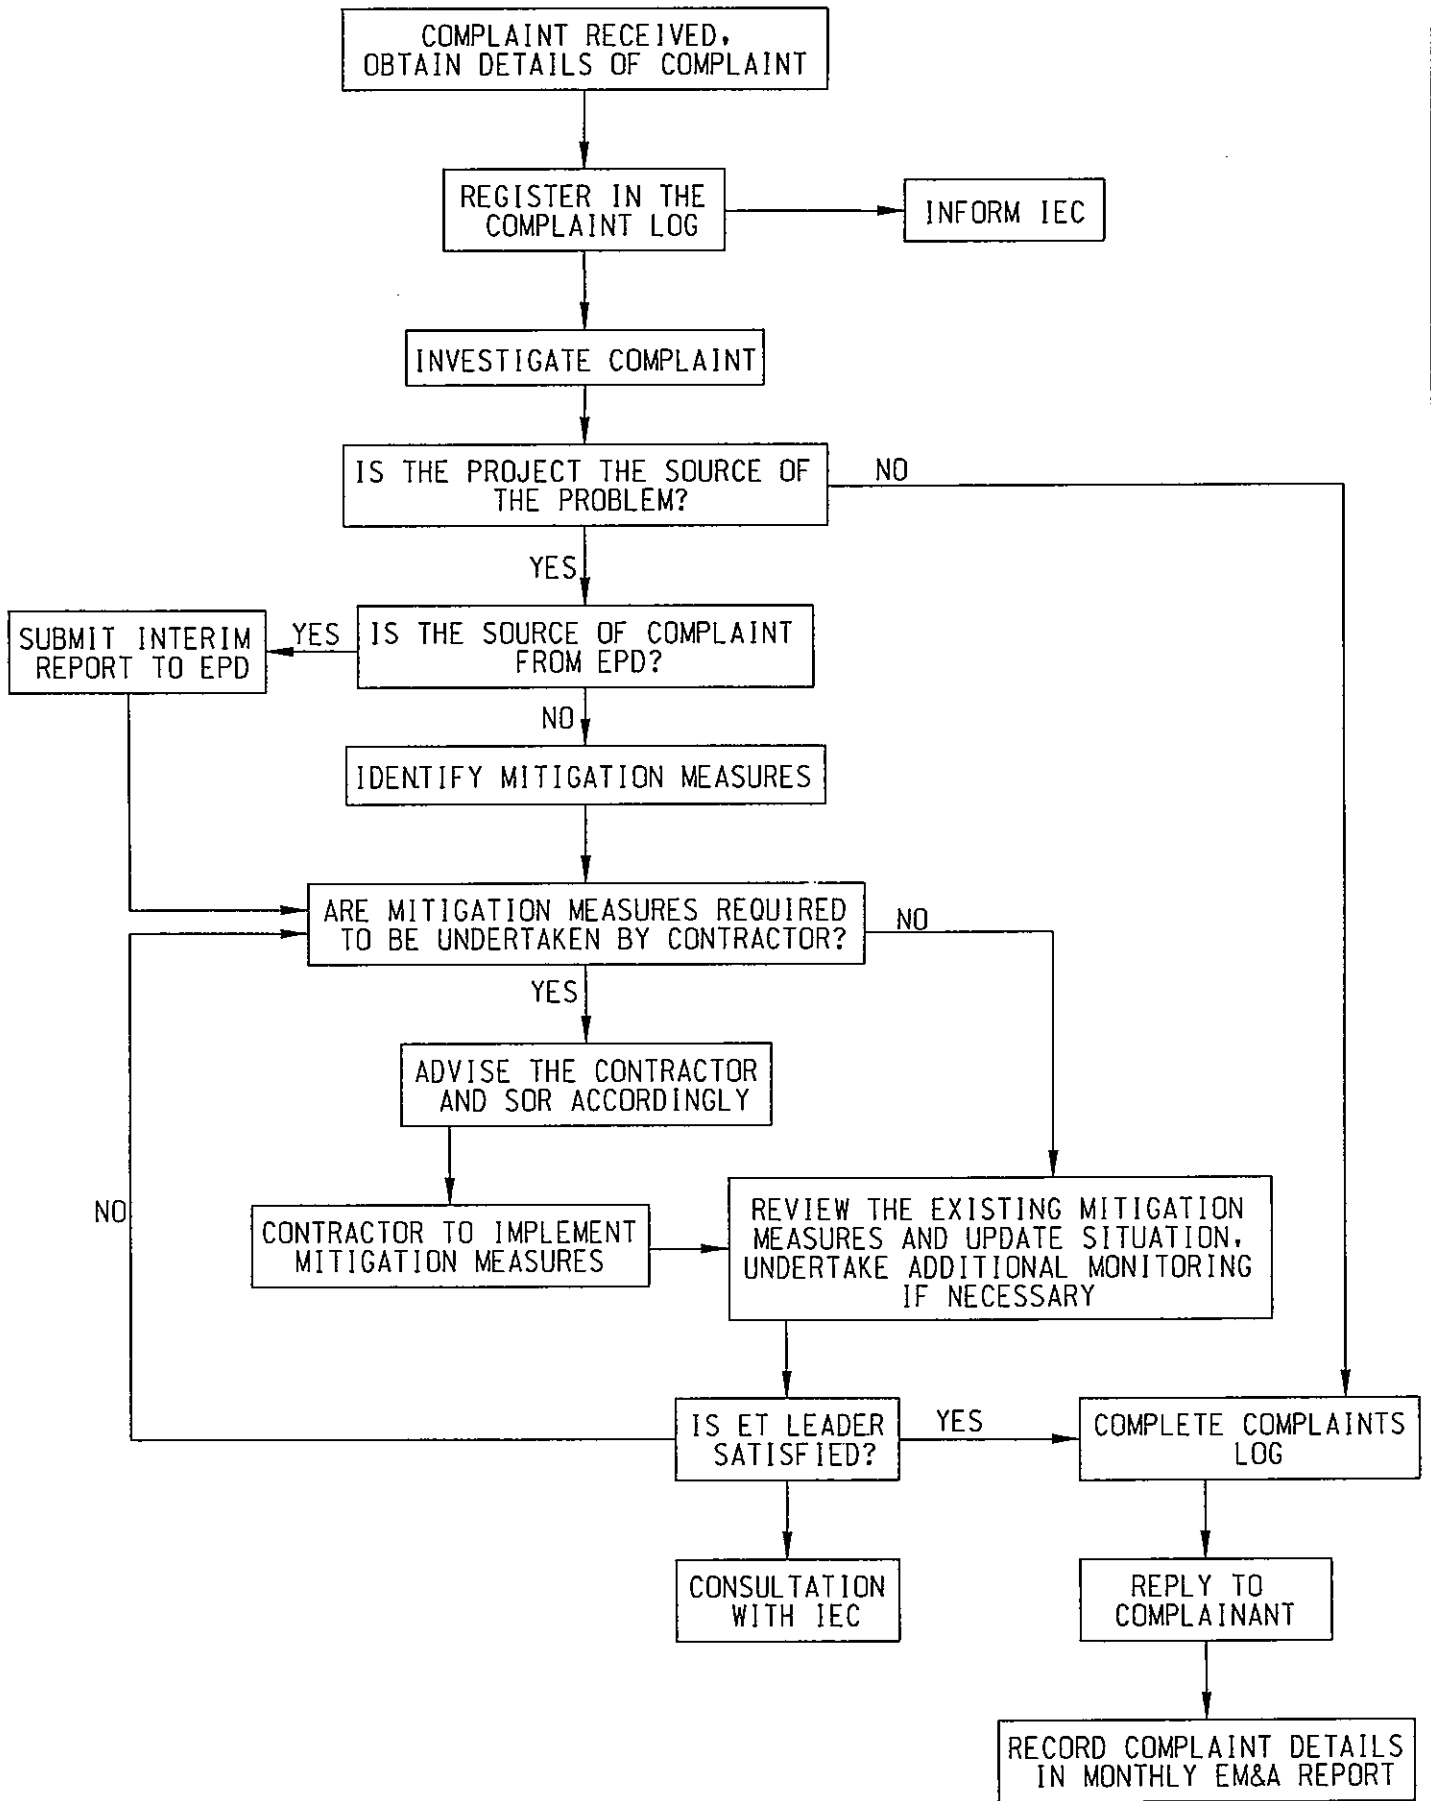 COMPLAINT RECEIVED,
OBTAIN DETAILS OF COMPLAINT
REGISTER IN THE
COMPLAINT LOG
INFORM IEC
INVESTIGATE COMPLAINT
IS THE PROJECT THE SOURCE OF
THE PROBLEM?
NO
YES
SUBMIT INTERIM
REPORT TO EPD
YES
IS THE SOURCE OF COMPLAINT
FROM EPD?
NO
IDENTIFY MITIGATION MEASURES
ARE MITIGATION MEASURES REQUIRED
TO BE UNDERTAKEN BY CONTRACTOR?
NO
YES
ADVISE THE CONTRACTOR
AND SOR ACCORDINGLY
NO
CONTRACTOR TO IMPLEMENT
MITIGATION MEASURES
REVIEW THE EXISTING MITIGATION
MEASURES AND UPDATE SITUATION,
UNDERTAKE ADDITIONAL MONITORING
IF NECESSARY
IS ET LEADER
SATISFIED?
YES
COMPLETE COMPLAINTS
LOG
CONSULTATION
WITH IEC
REPLY TO
COMPLAINANT
RECORD COMPLAINT DETAILS
IN MONTHLY EM&A REPORT